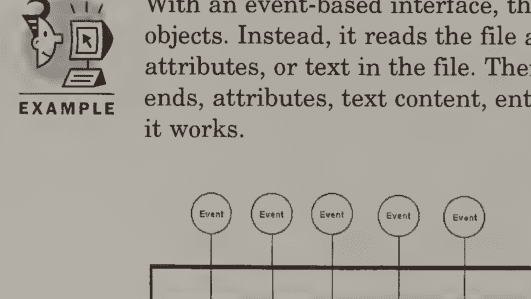 With an event-based interface, th
objects. Instead, it reads the file a
attributes, or text in the file. The
ends, attributes, text content, ent
it works.
EXAMPLE
Event Event Event Event Event